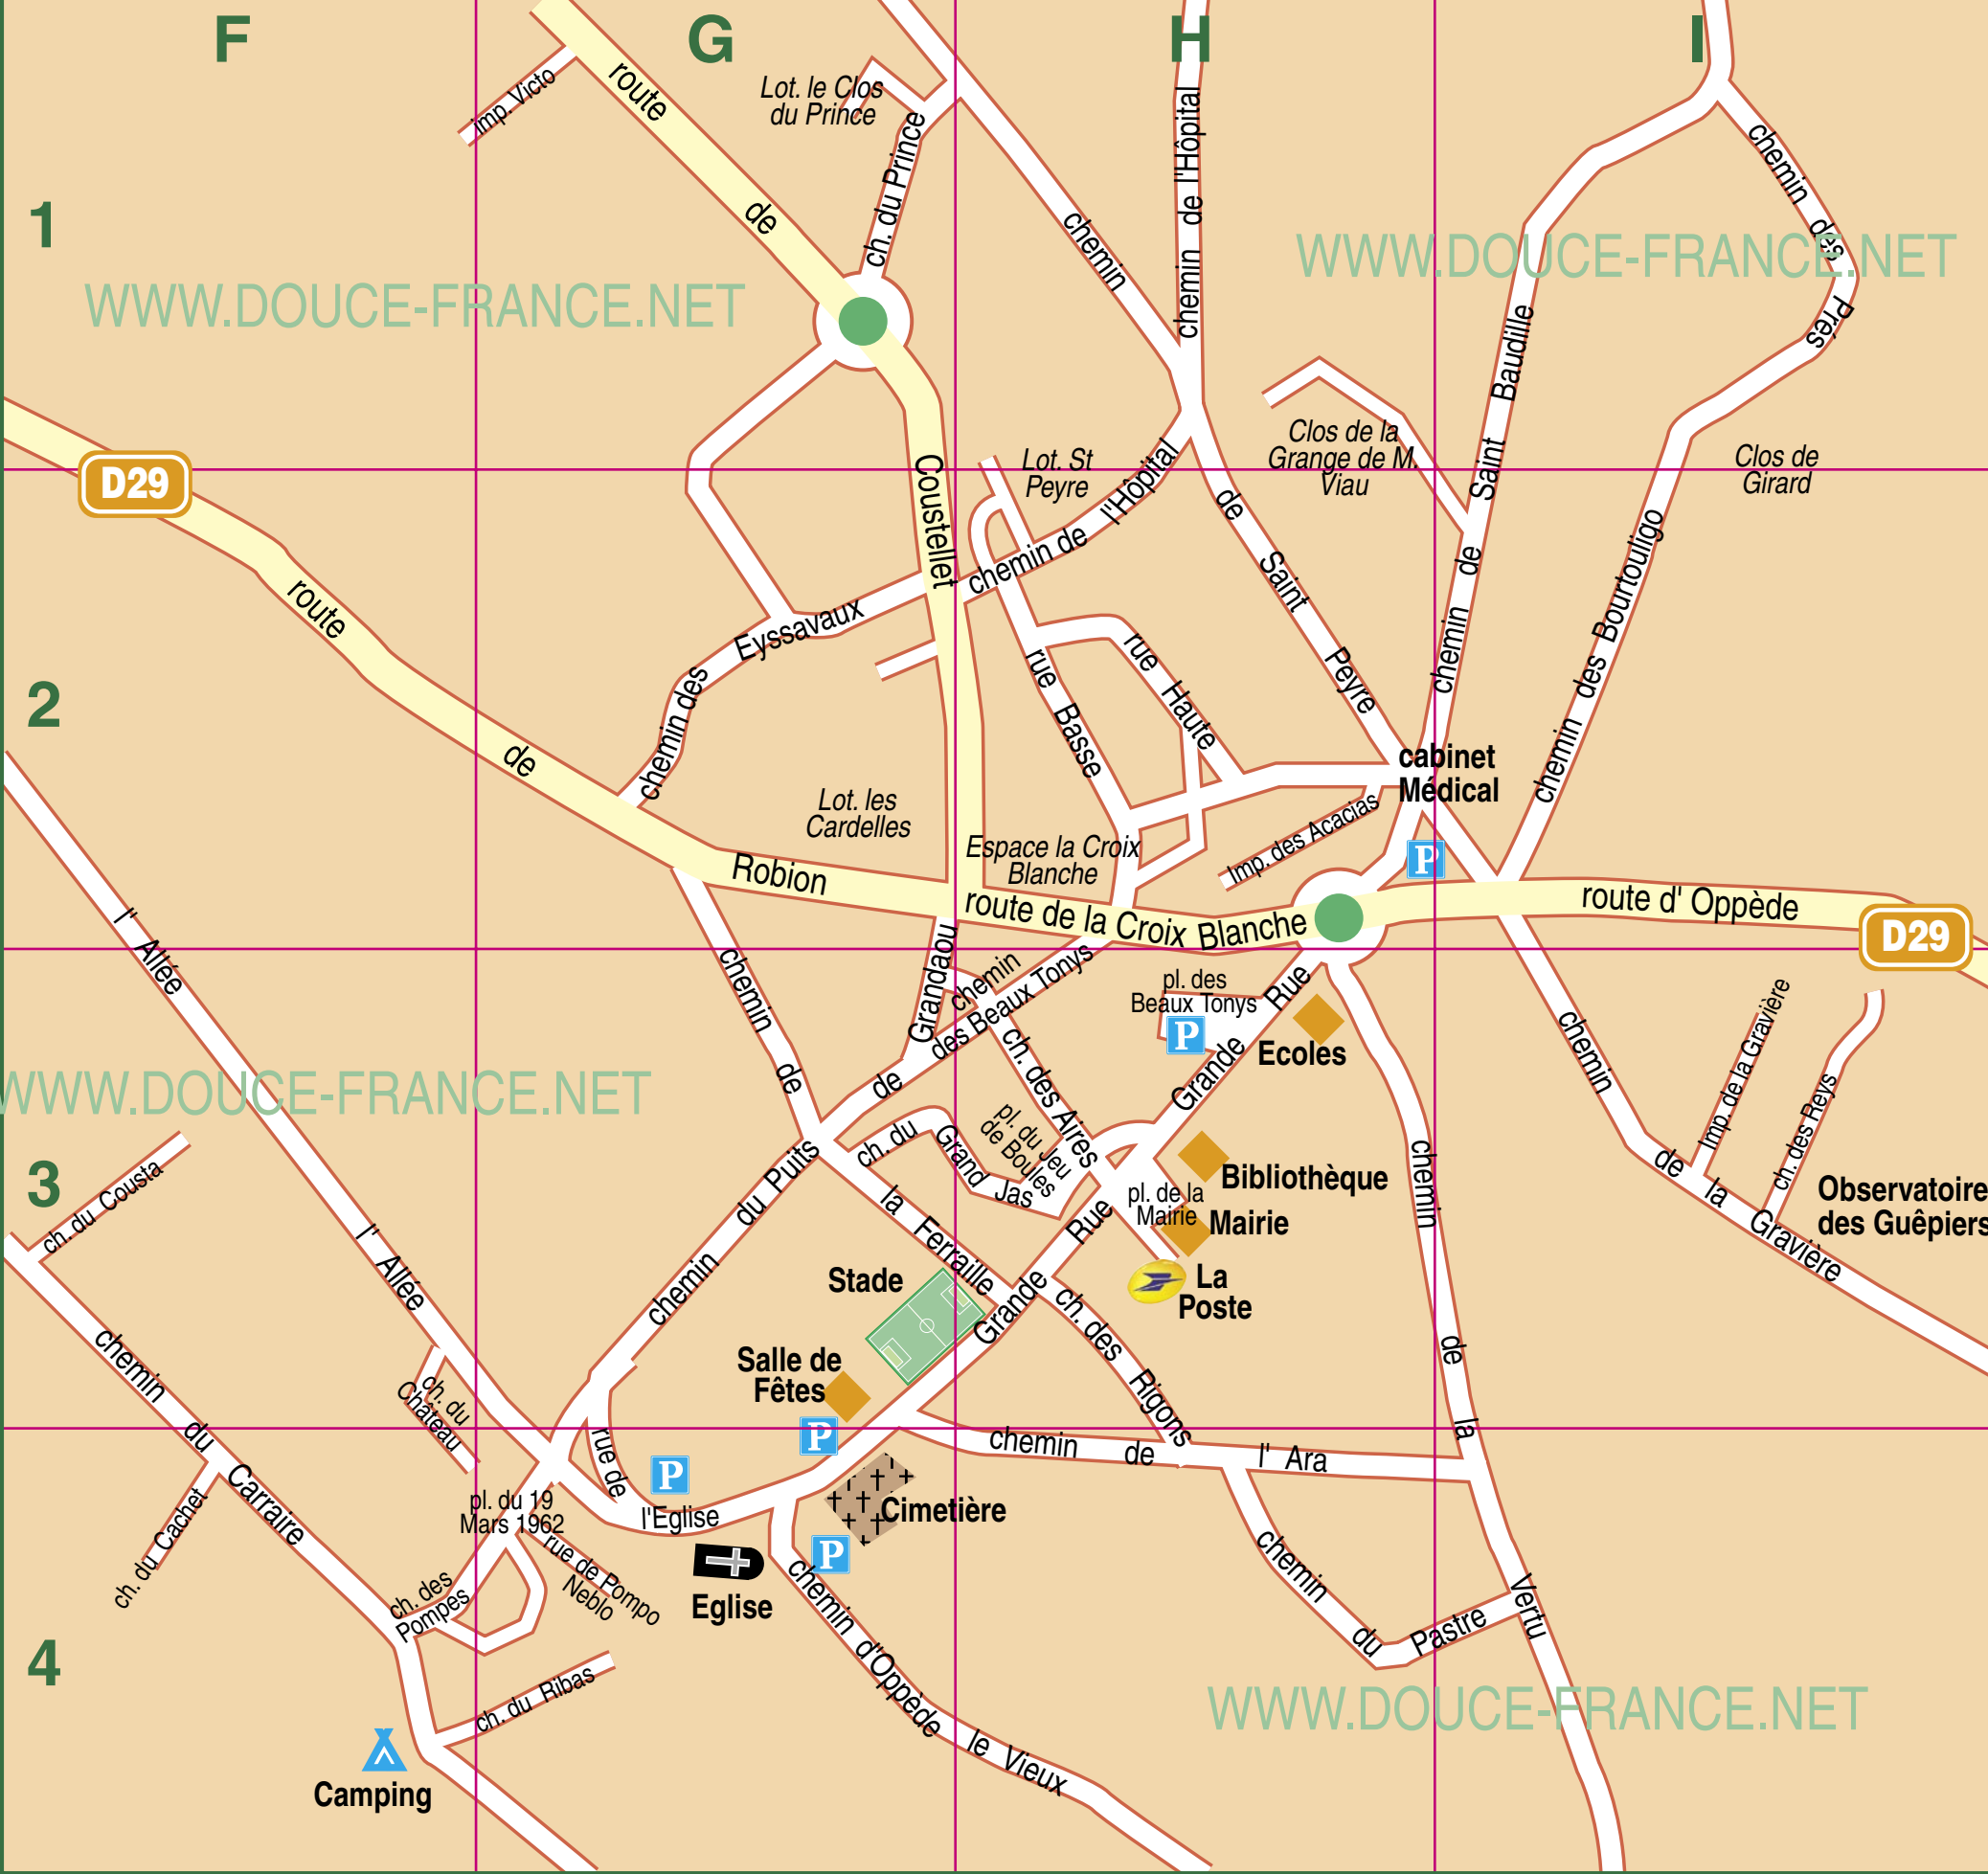 F
G
H
I
1
2
3
4
imp. Victo
route
de
Coustellet
Lot. le Clos
du Prince
ch. du Prince
chemin
de
Saint
Peyre
chemin de l'Hôpital
chemin des
Prés
WWW.DOUCE-FRANCE.NET
WWW.DOUCE-FRANCE.NET
chemin de Saint Baudille
Clos de la
Grange de M.
Viau
Clos de
Girard
Lot. St
Peyre
D29
route
de
Robion
chemin de l'Hôpital
chemin des Eyssavaux
chemin des Bourtouligo
rue Basse
rue Haute
cabinet
Médical
Lot. les
Cardelles
Espace la Croix
Blanche
Imp. des Acacias
P
route de la Croix Blanche
route d' Oppède
D29
l' Allée
chemin
de
la Ferraille
Grandaou
chemin
des Beaux Tonys
de
pl. des
Beaux Tonys
P
Grande Rue
Ecoles
WWW.DOUCE-FRANCE.NET
ch. des Aires
pl. du Jeu
de Boules
ch. du
Grand
Jas
chemin du Puits
Bibliothèque
pl. de la
Mairie
Mairie
La
Poste
Grande Rue
chemin de la Gravière
Imp. de la Gravière
ch. des Reys
Observatoire
des Guêpiers
ch. du Cousta
l' Allée
Stade
Salle de
Fêtes
P
ch. des Rigons
chemin de la Vertu
chemin du Carraire
ch. du
Château
rue de
l'Eglise
P
chemin de l' Ara
pl. du 19
Mars 1962
ch. du Cachet
Cimetière
P
Eglise
rue de Pompo
Neblo
ch. des
Pompes
chemin du Pastre
chemin d'Oppède le Vieux
ch. du Ribas
Camping
WWW.DOUCE-FRANCE.NET